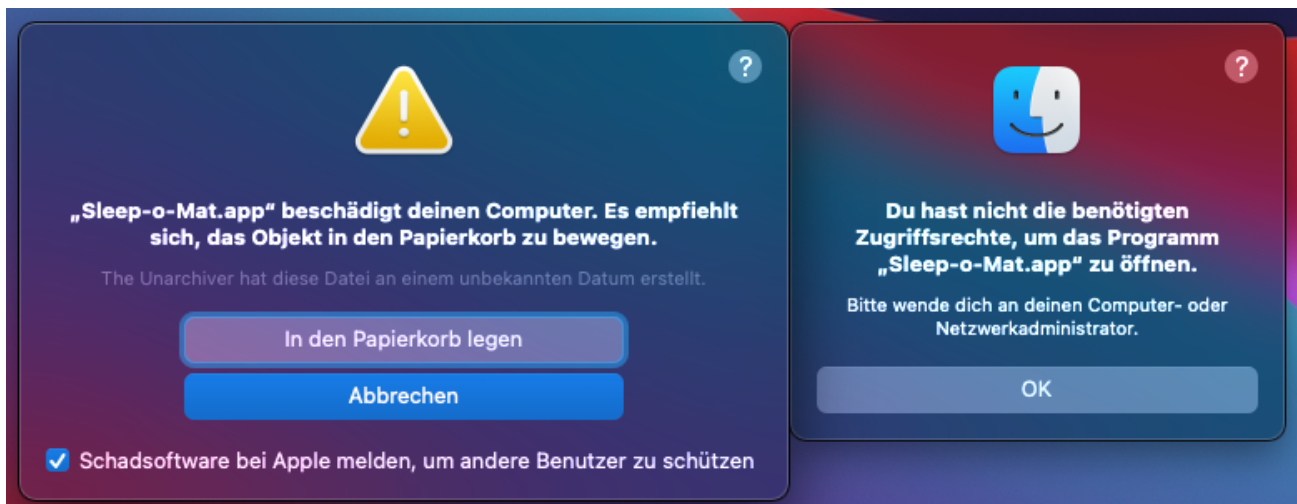 ?
„Sleep-o-Mat.app“ beschädigt deinen Computer. Es empfiehlt
sich, das Objekt in den Papierkorb zu bewegen.
The Unarchiver hat diese Datei an einem unbekannten Datum erstellt.
In den Papierkorb legen
Abbrechen
Schadsoftware bei Apple melden, um andere Benutzer zu schützen
?
Du hast nicht die benötigten
Zugriffsrechte, um das Programm
„Sleep-o-Mat.app“ zu öffnen.
Bitte wende dich an deinen Computer- oder
Netzwerkadministrator.
OK